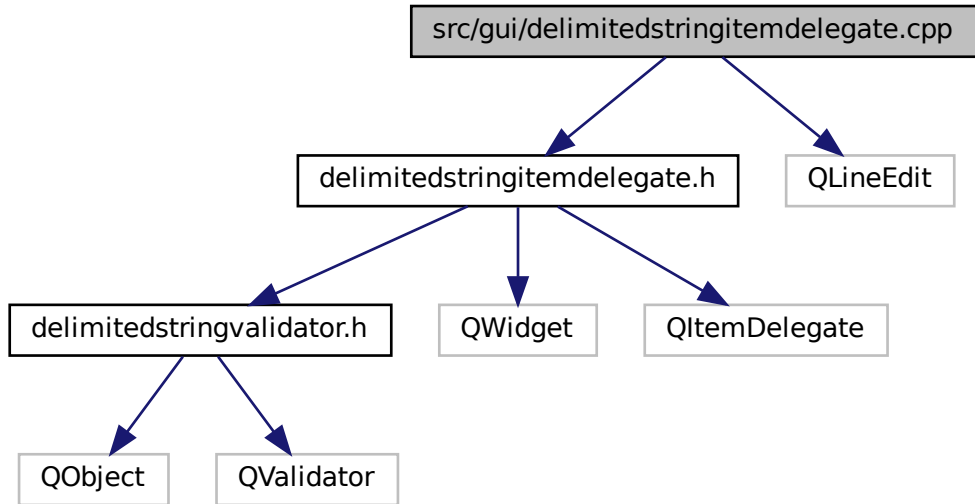 src/gui/delimitedstringitemdelegate.cpp
delimitedstringitemdelegate.h
QLineEdit
delimitedstringvalidator.h
QWidget
QItemDelegate
QObject
QValidator